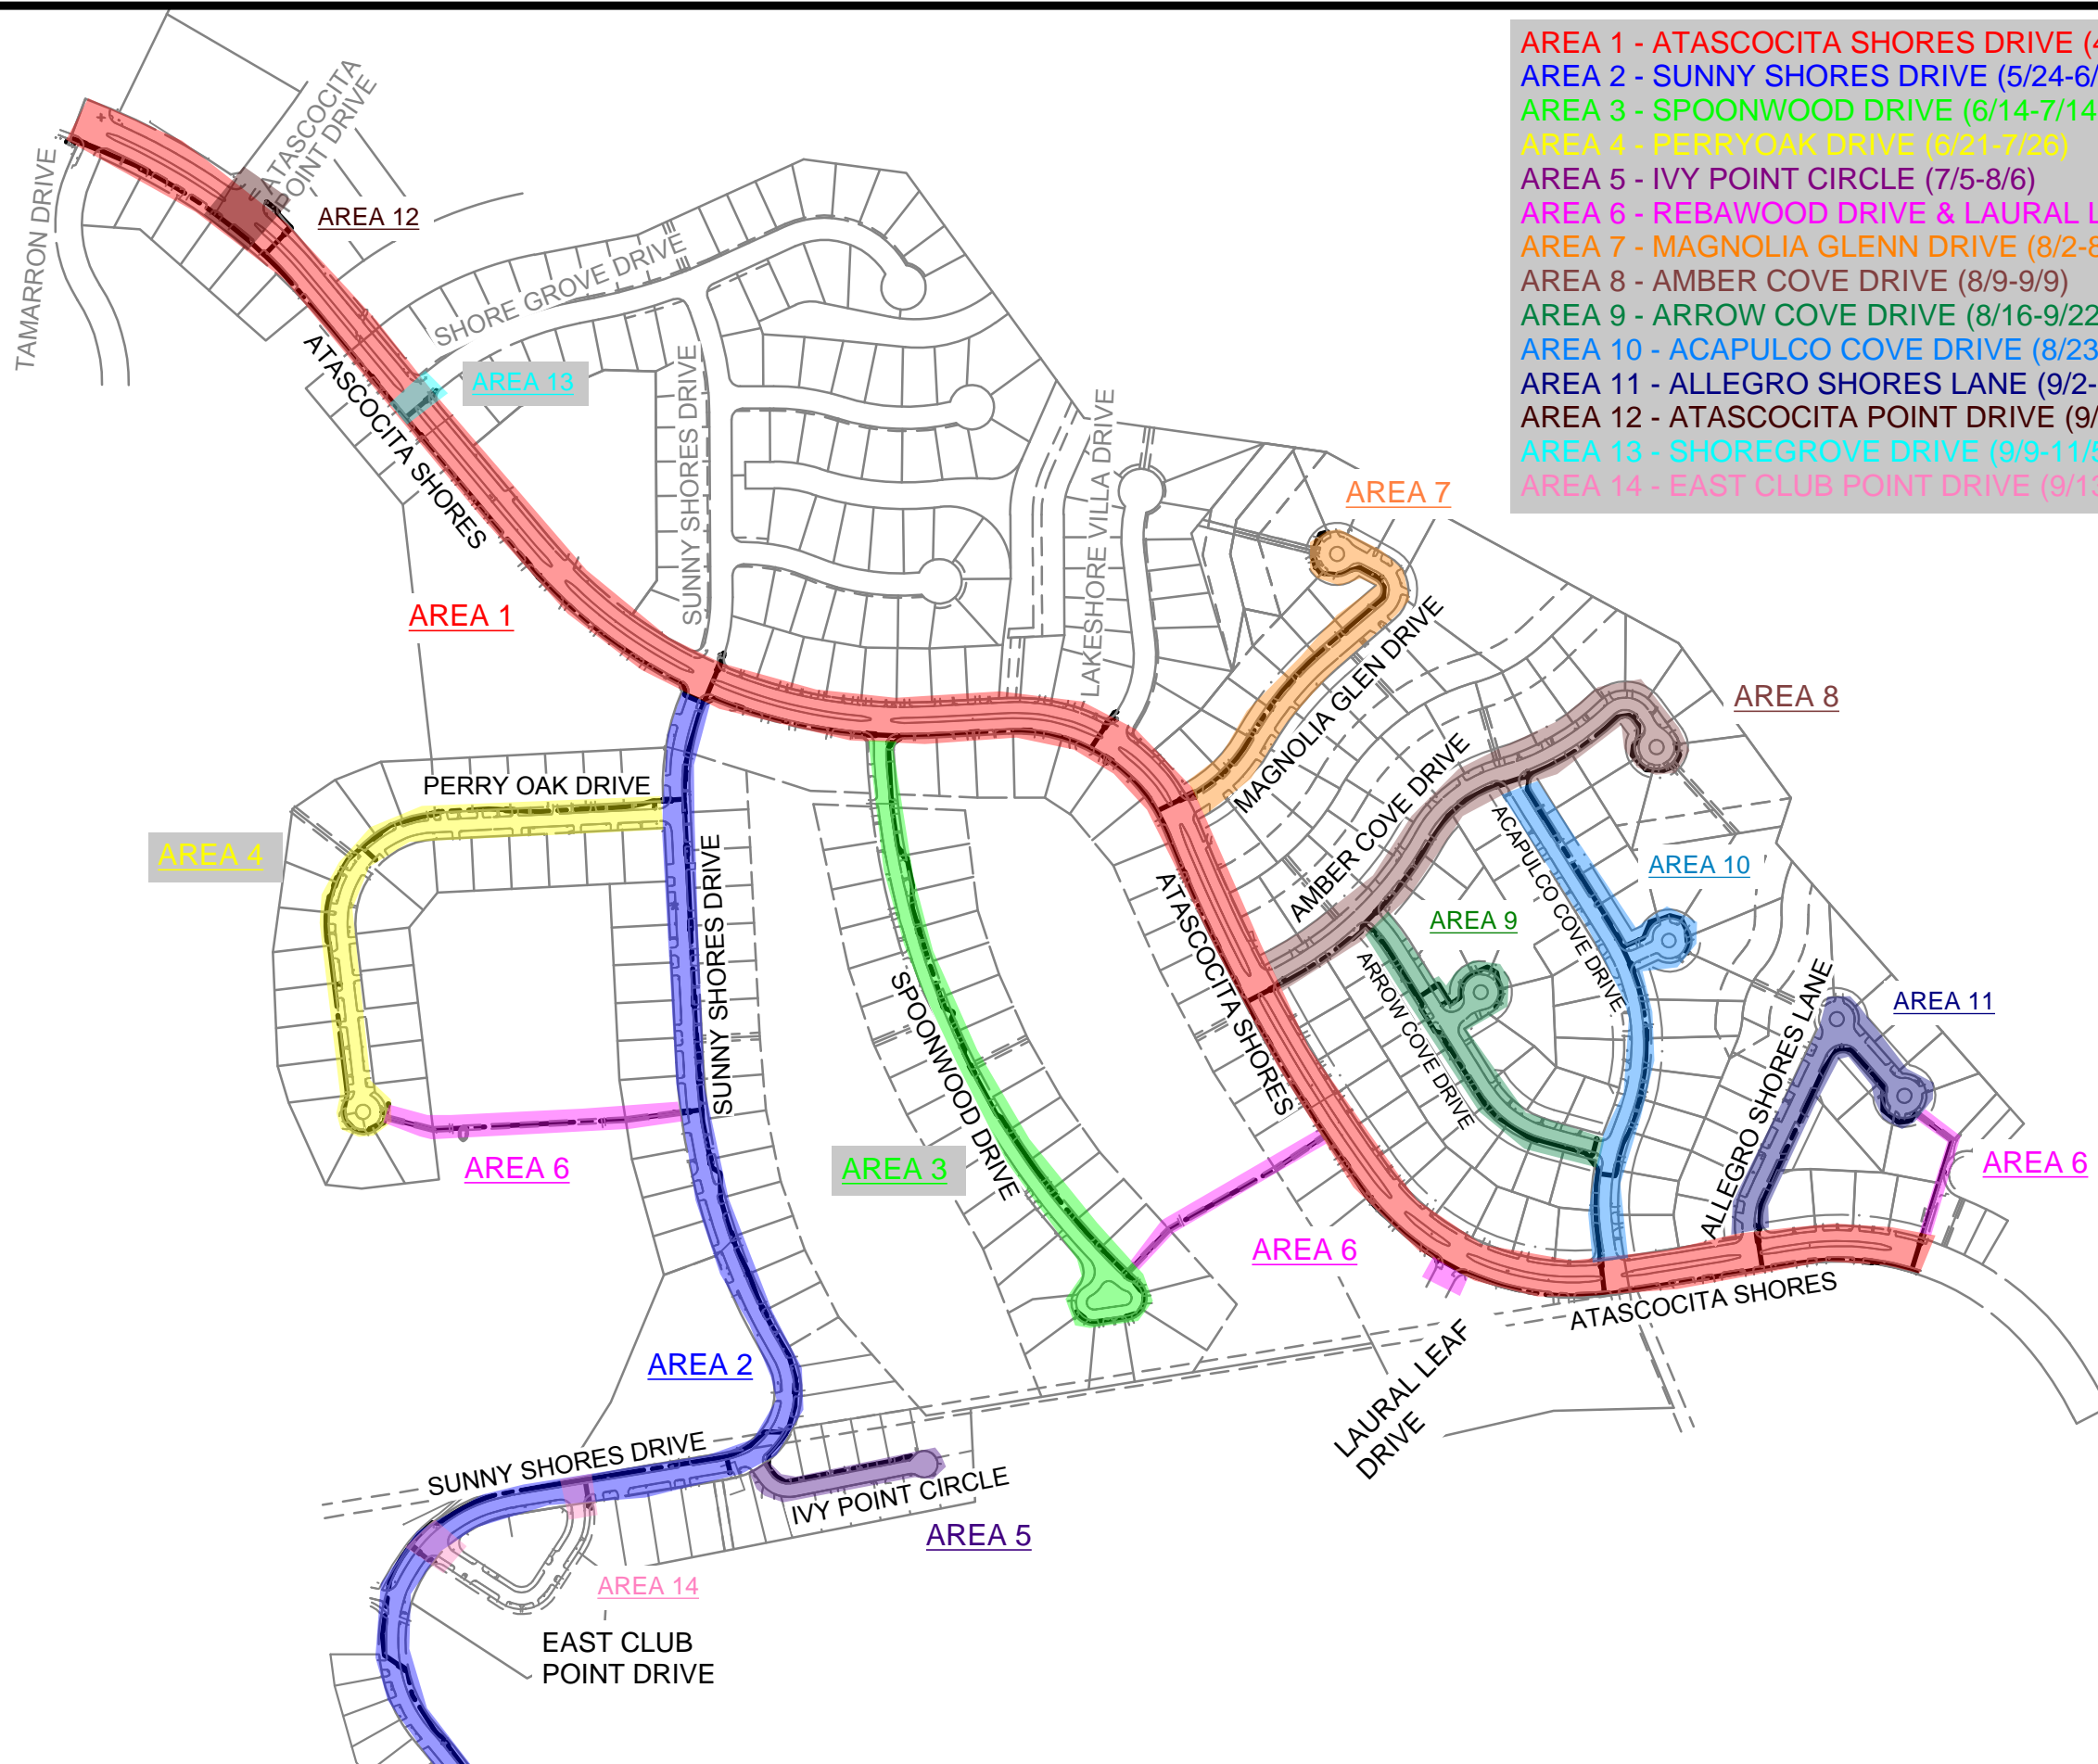 AREA 1 - ATASCOCITA SHORES DRIVE (4
AREA 2 - SUNNY SHORES DRIVE (5/24-6/
AREA 3 - SPOONWOOD DRIVE (6/14-7/14
AREA 4 - PERRYOAK DRIVE (6/21-7/26)
AREA 5 - IVY POINT CIRCLE (7/5-8/6)
AREA 6 - REBAWOOD DRIVE & LAURAL L
AREA 7 - MAGNOLIA GLENN DRIVE (8/2-8
AREA 8 - AMBER COVE DRIVE (8/9-9/9)
AREA 9 - ARROW COVE DRIVE (8/16-9/22
AREA 10 - ACAPULCO COVE DRIVE (8/23
AREA 11 - ALLEGRO SHORES LANE (9/2-
AREA 12 - ATASCOCITA POINT DRIVE (9/
AREA 13 - SHOREGROVE DRIVE (9/9-11/5
AREA 14 - EAST CLUB POINT DRIVE (9/13
ATASCOCITA
POINT DRIVE
TAMARRON DRIVE
AREA 12
SHORE GROVE DRIVE
ATASCOCITA SHORES
AREA 13
SUNNY SHORES DRIVE
LAKESHORE VILLA DRIVE
AREA 7
AREA 1
MAGNOLIA GLEN DRIVE
AREA 8
PERRY OAK DRIVE
AREA 4
AMBER COVE DRIVE
ACAPULCO COVE DRIVE
AREA 10
SUNNY SHORES DRIVE
ATASCOCITA SHORES
AREA 9
ARROW COVE DRIVE
SPOONWOOD DRIVE
ALLEGRO SHORES LANE
AREA 11
AREA 6
AREA 3
AREA 6
AREA 6
ATASCOCITA SHORES
AREA 2
LAURAL LEAF
DRIVE
SUNNY SHORES DRIVE
IVY POINT CIRCLE
AREA 5
AREA 14
EAST CLUB
POINT DRIVE